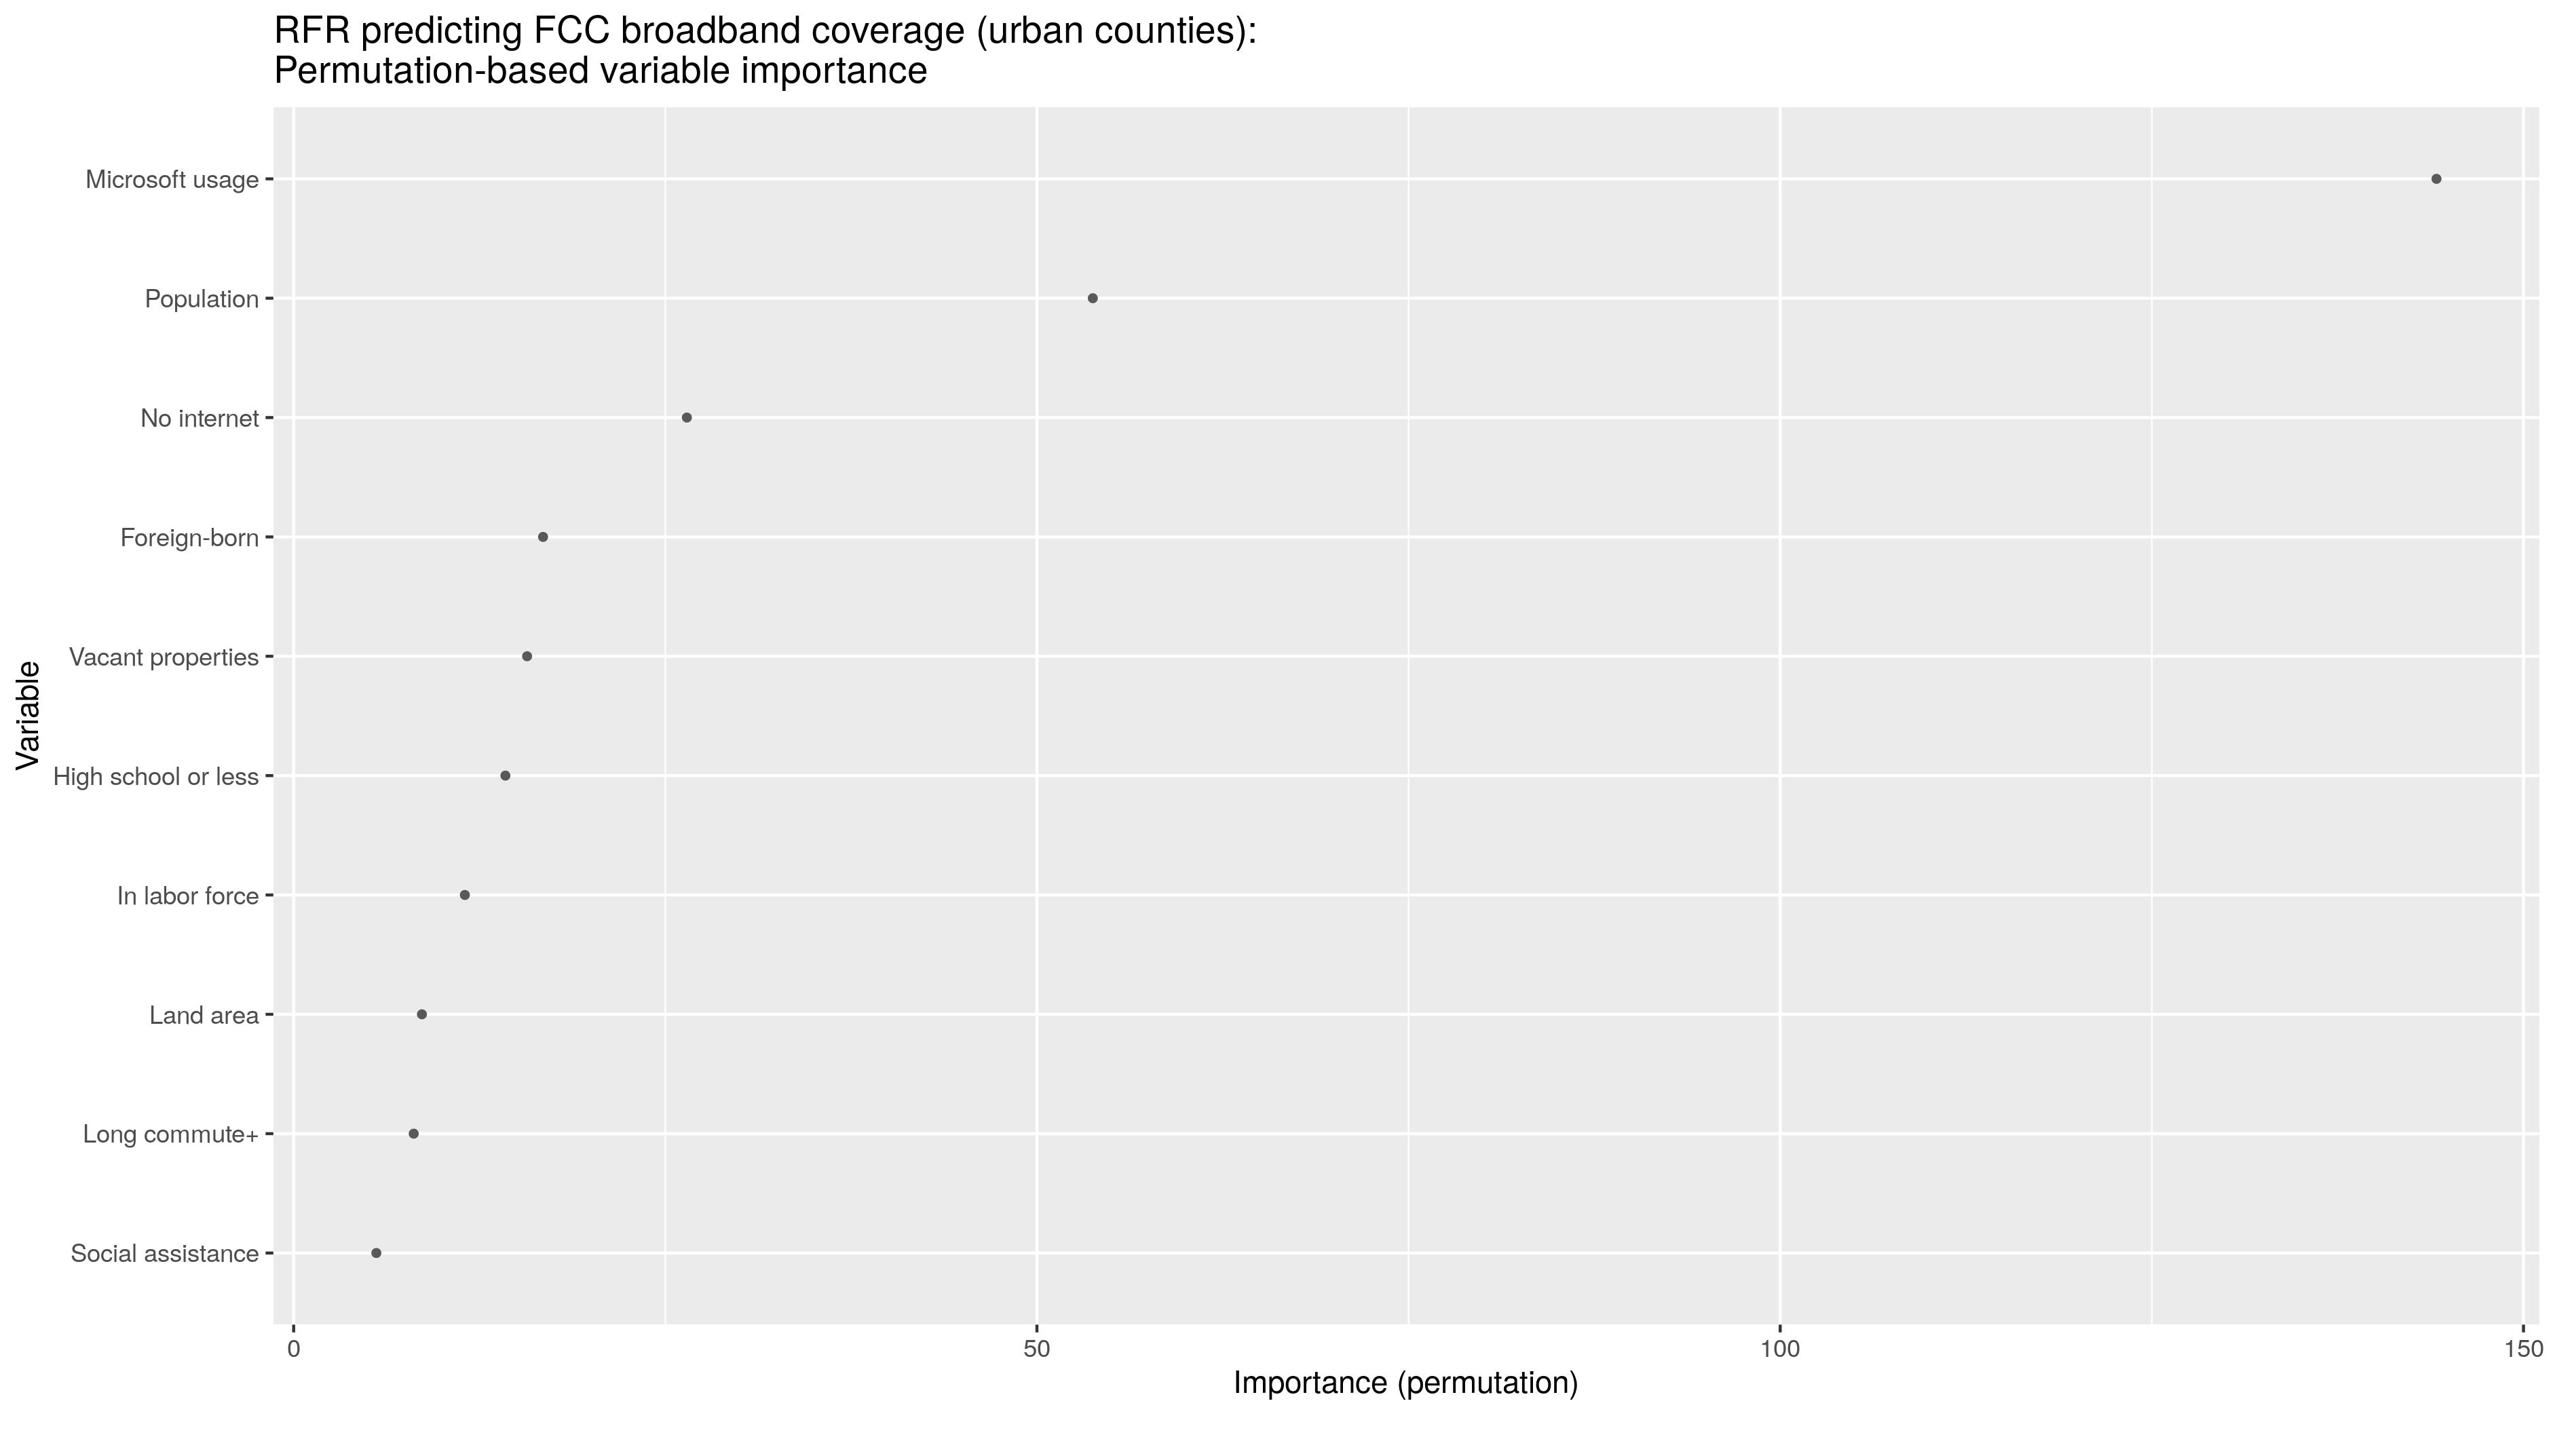 RFR predicting FCC broadband coverage (urban counties):
Permutation-based variable importance
Variable
Microsoft usage
Population
No internet
Foreign-born
Vacant properties
High school or less
In labor force
Land area
Long commute+
Social assistance
0
50
100
150
Importance (permutation)